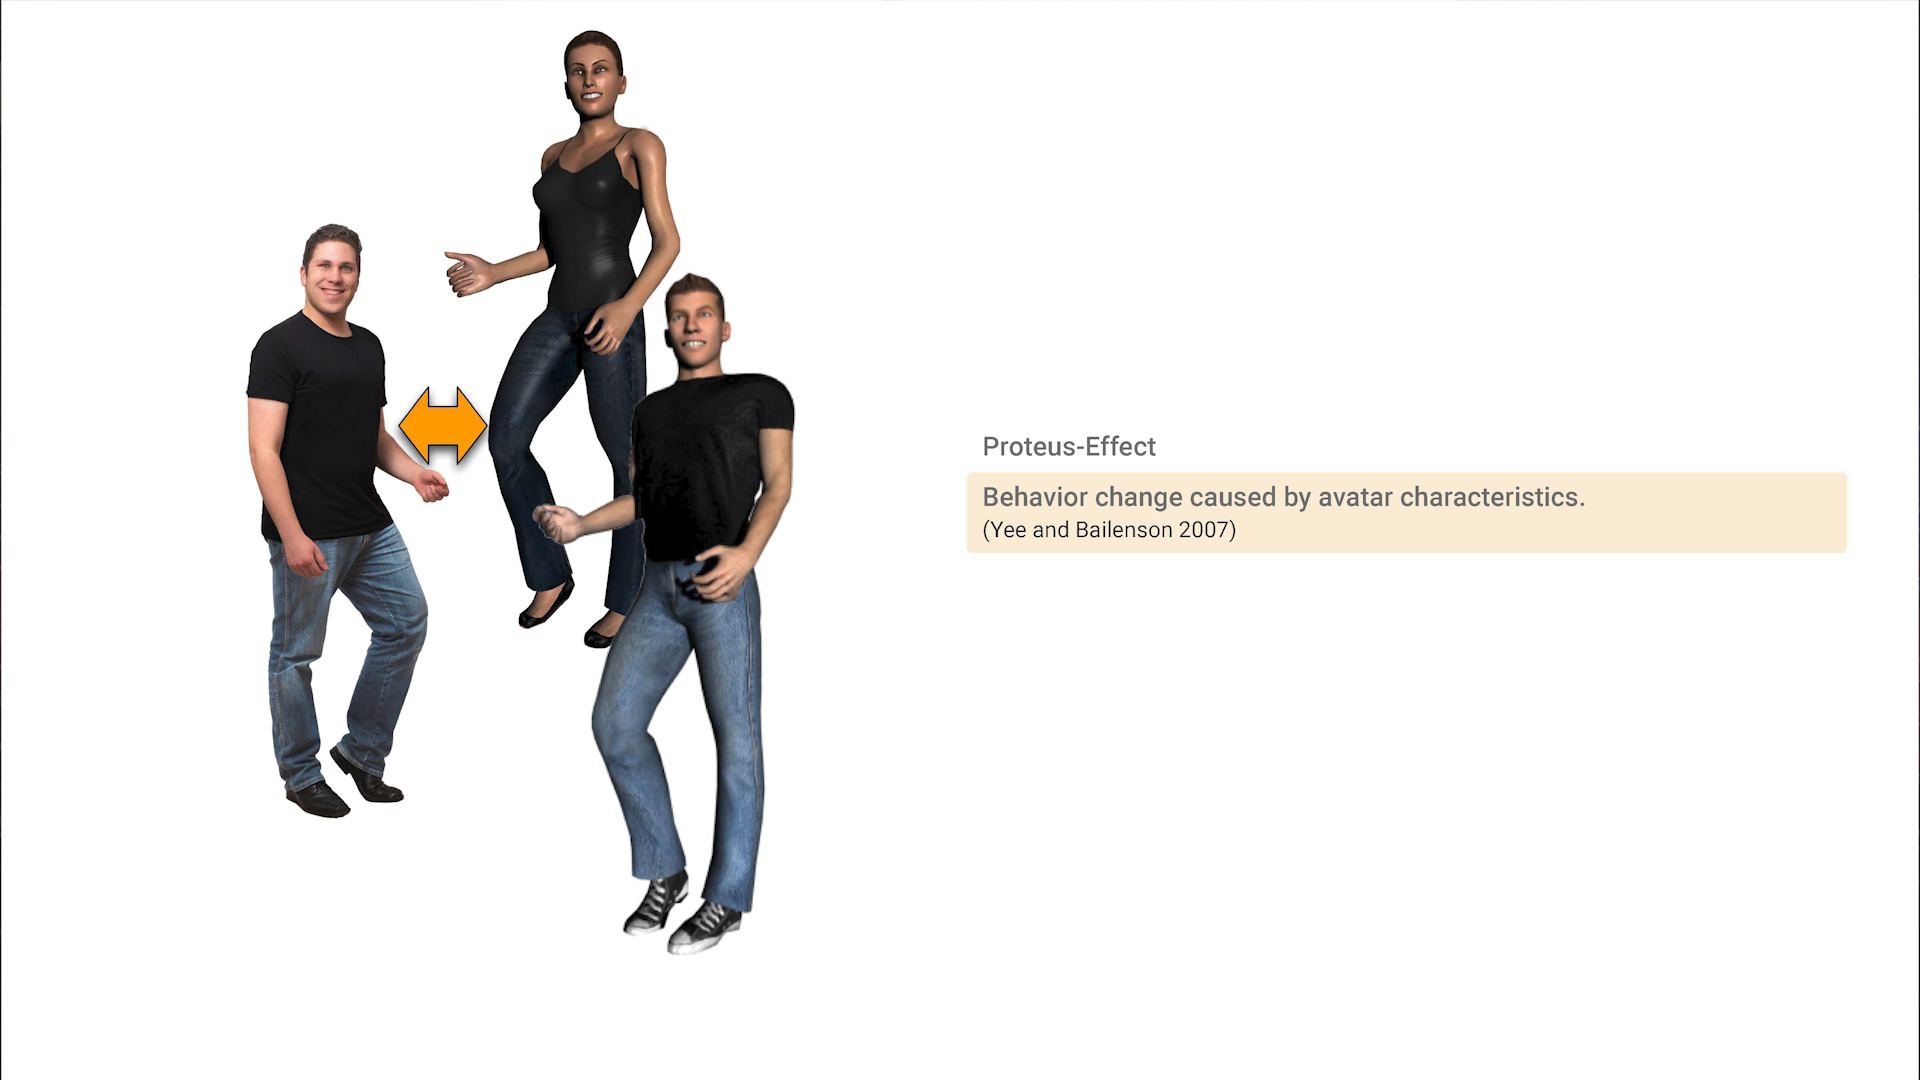 Proteus-Effect
Behavior change caused by avatar characteristics.
(Yee and Bailenson 2007)